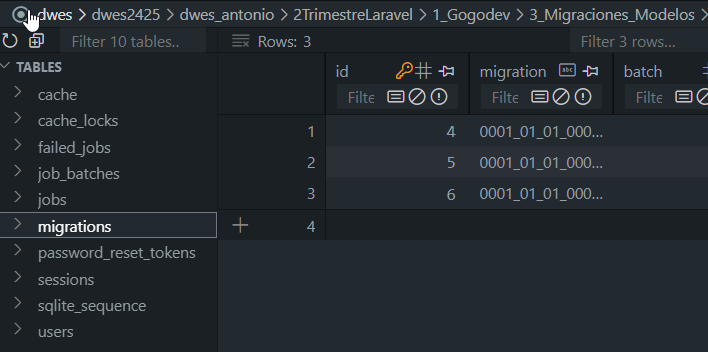 dwes > dwes2425 > dwes_antonio > 2TrimestreLaravel > 1_Gogodev > 3_Migraciones_Modelos >
Filter 10 tables..
Rows: 3
Filter 3 rows...
TABLES
cache
cache_locks
failed_jobs
job_batches
jobs
migrations
password_reset_tokens
sessions
sqlite_sequence
users
id migration abc batch
Filte Filte Filte
1 4 0001_01_01_000...
2 5 0001_01_01_000...
3 6 0001_01_01_000...
4